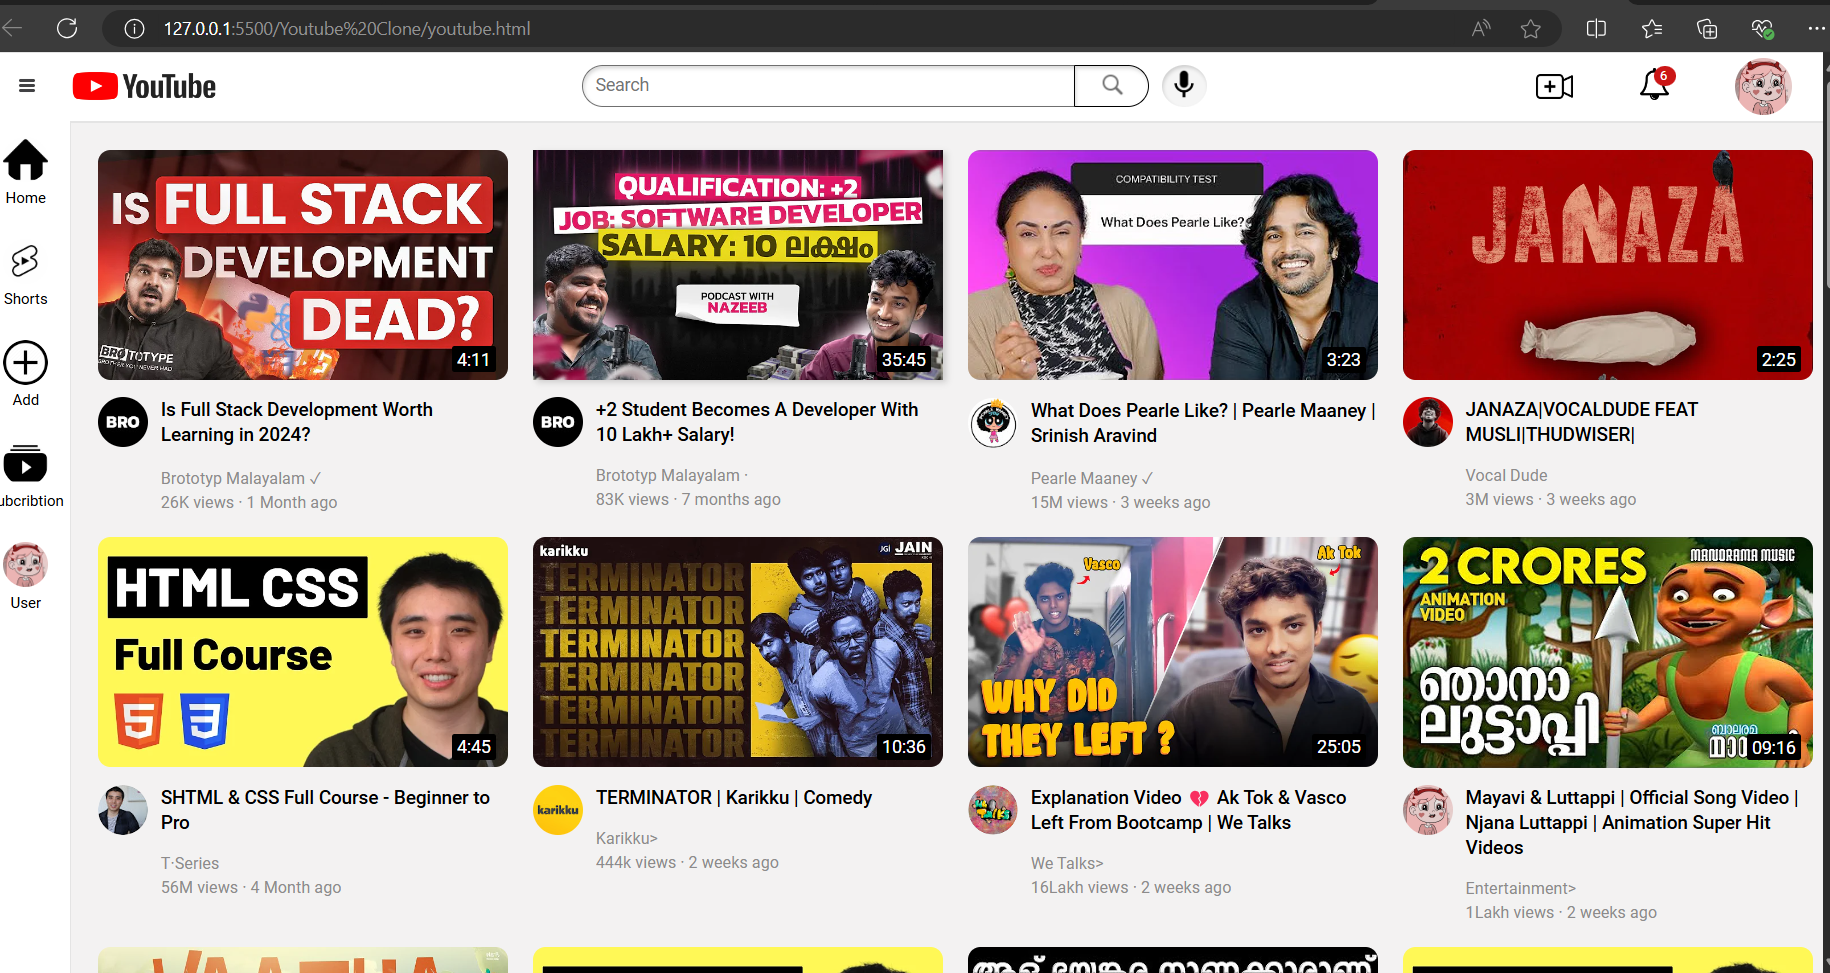 127.0.0.1:5500/Youtube%20Clone/youtube.html
YouTube
Search
6
Home
Shorts
Add
ubcribtion
User
IS FULL STACK
DEVELOPMENT
DEAD?
BROTOTYPE
4:11
BRO
Is Full Stack Development Worth
Learning in 2024?
Brototyp Malayalam ✓
26K views · 1 Month ago
QUALIFICATION: +2
JOB: SOFTWARE DEVELOPER
SALARY: 10 ലക്ഷം
PODCAST WITH
NAZEEB
35:45
BRO
+2 Student Becomes A Developer With
10 Lakh+ Salary!
Brototyp Malayalam ·
83K views · 7 months ago
COMPATIBILITY TEST
What Does Pearle Like?
3:23
What Does Pearle Like? | Pearle Maaney |
Srinish Aravind
Pearle Maaney ✓
15M views · 3 weeks ago
JANAZA
2:25
JANAZA|VOCALDUDE FEAT
MUSLI|THUDWISER|
Vocal Dude
3M views · 3 weeks ago
HTML CSS
Full Course
5
3
4:45
SHTML & CSS Full Course - Beginner to
Pro
T-Series
56M views · 4 Month ago
karikku
JGI JAIN
TERMINATOR
TERMINATOR
TERMINATOR
TERMINATOR
TERMINATOR
TERMINATOR
10:36
karikku
TERMINATOR | Karikku | Comedy
Karikku>
444k views · 2 weeks ago
Vasco
Ak Tok
WHY DID
THEY LEFT ?
25:05
Explanation Video 💔 Ak Tok & Vasco
Left From Bootcamp | We Talks
We Talks>
16Lakh views · 2 weeks ago
2 CRORES
MANORAMA MUSIC
ANIMATION
VIDEO
ഞാനാ
ലുട്ടാപ്പി
ബാലരമ
09:16
Mayavi & Luttappi | Official Song Video |
Njana Luttappi | Animation Super Hit
Videos
Entertainment>
1Lakh views · 2 weeks ago